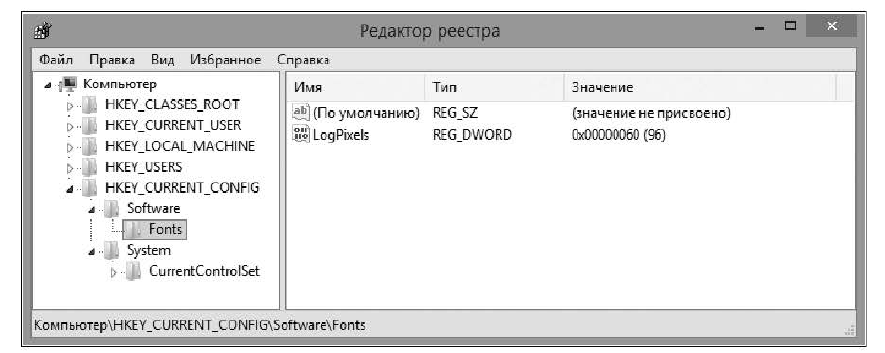 Редактор реестра
Файл Правка Вид Избранное Справка
Компьютер
HKEY_CLASSES_ROOT
HKEY_CURRENT_USER
HKEY_LOCAL_MACHINE
HKEY_USERS
HKEY_CURRENT_CONFIG
Software
Fonts
System
CurrentControlSet
Имя Тип Значение
(По умолчанию) REG_SZ (значение не присвоено)
LogPixels REG_DWORD 0x00000060 (96)
Компьютер\HKEY_CURRENT_CONFIG\Software\Fonts